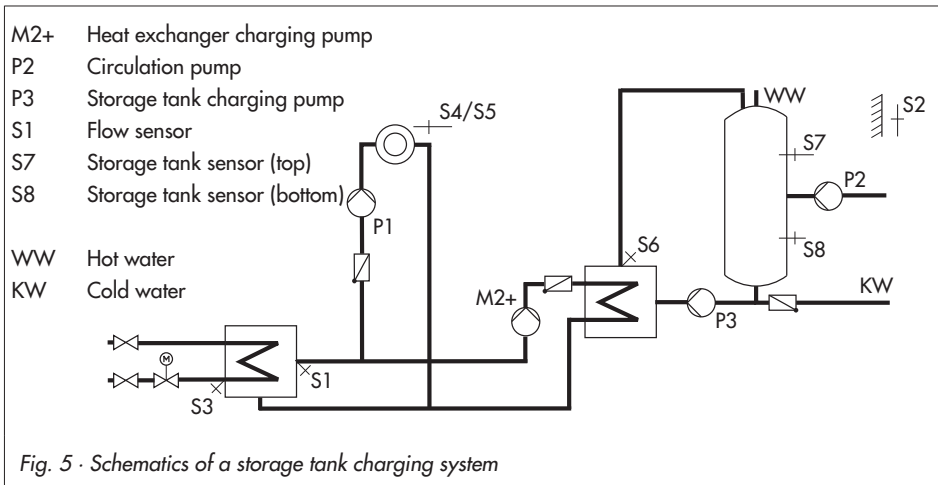 M2+ Heat exchanger charging pump
P2 Circulation pump
P3 Storage tank charging pump
S1 Flow sensor
S7 Storage tank sensor (top)
S8 Storage tank sensor (bottom)
WW Hot water
KW Cold water
S4/S5
P1
WW
S2
S7
P2
S8
S6
M2+
P3
KW
M
S3
S1
Fig. 5 · Schematics of a storage tank charging system